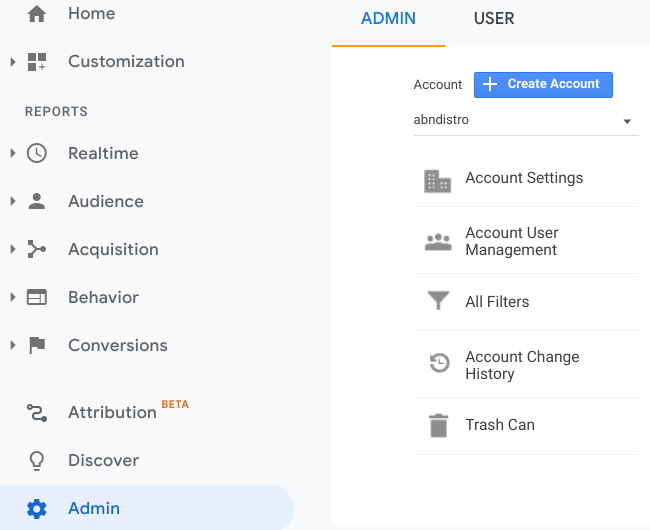 Home
Customization
REPORTS
Realtime
Audience
Acquisition
Behavior
Conversions
Attribution BETA
Discover
Admin
ADMIN USER
Account + Create Account
abndistro
Account Settings
Account User
Management
All Filters
Account Change
History
Trash Can